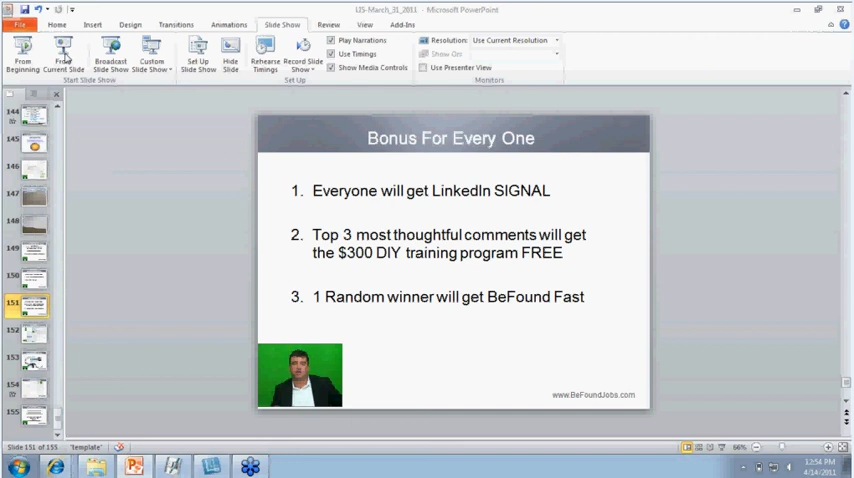 IJS-March_31_2011 - Microsoft PowerPoint
File Home Insert Design Transitions Animations Slide Show Review View Add-Ins
From Beginning
From Current Slide
Broadcast Slide Show
Custom Slide Show
Set Up Slide Show
Hide Slide
Rehearse Timings
Record Slide Show
Play Narrations
Use Timings
Show Media Controls
Resolution: Use Current Resolution
Show On:
Use Presenter View
Start Slide Show Set Up Monitors
144
145
146
147
148
149
150
151
152
153
154
155
Bonus For Every One
1. Everyone will get LinkedIn SIGNAL
2. Top 3 most thoughtful comments will get
the $300 DIY training program FREE
3. 1 Random winner will get BeFound Fast
www.BeFoundJobs.com
Slide 151 of 155 "template" 66%
12:54 PM
4/14/2011